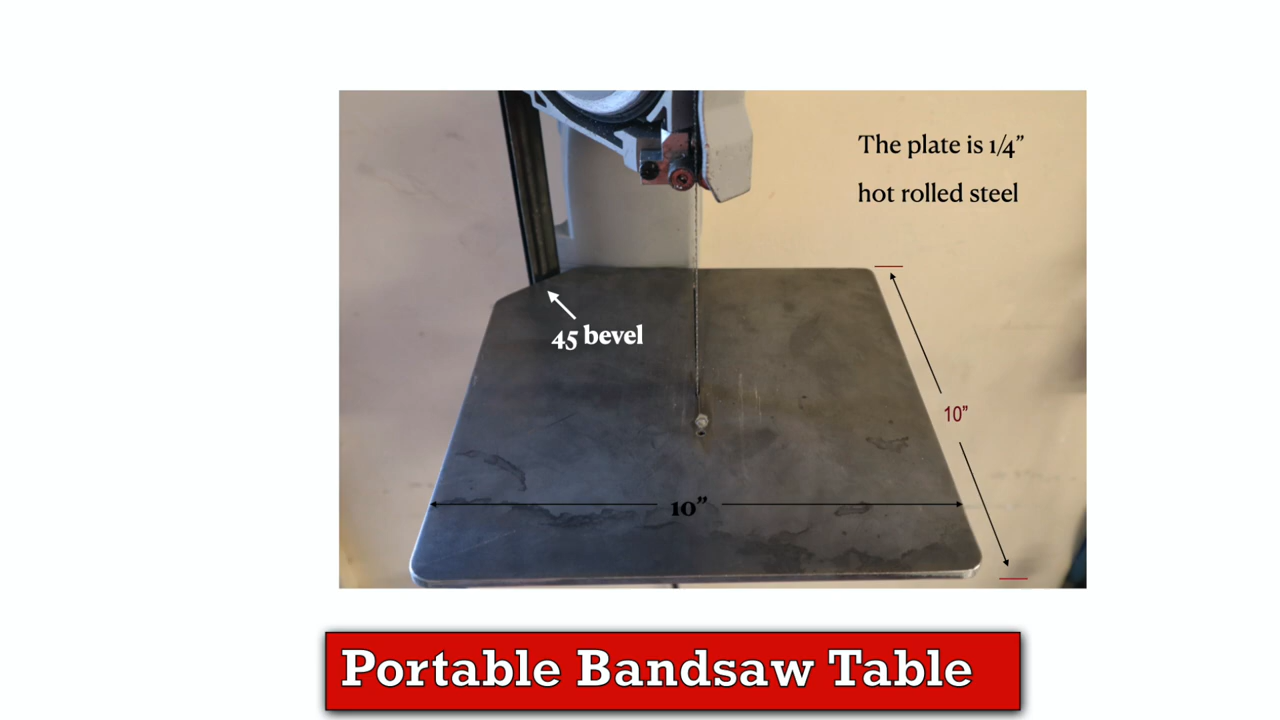 The plate is 1/4”
hot rolled steel
45 bevel
10”
10”
Portable Bandsaw Table